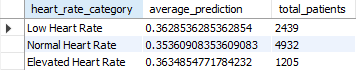 heart_rate_category average_prediction total_patients
Low Heart Rate 0.3628536285362854 2439
Normal Heart Rate 0.35360908353609083 4932
Elevated Heart Rate 0.3634854771784232 1205